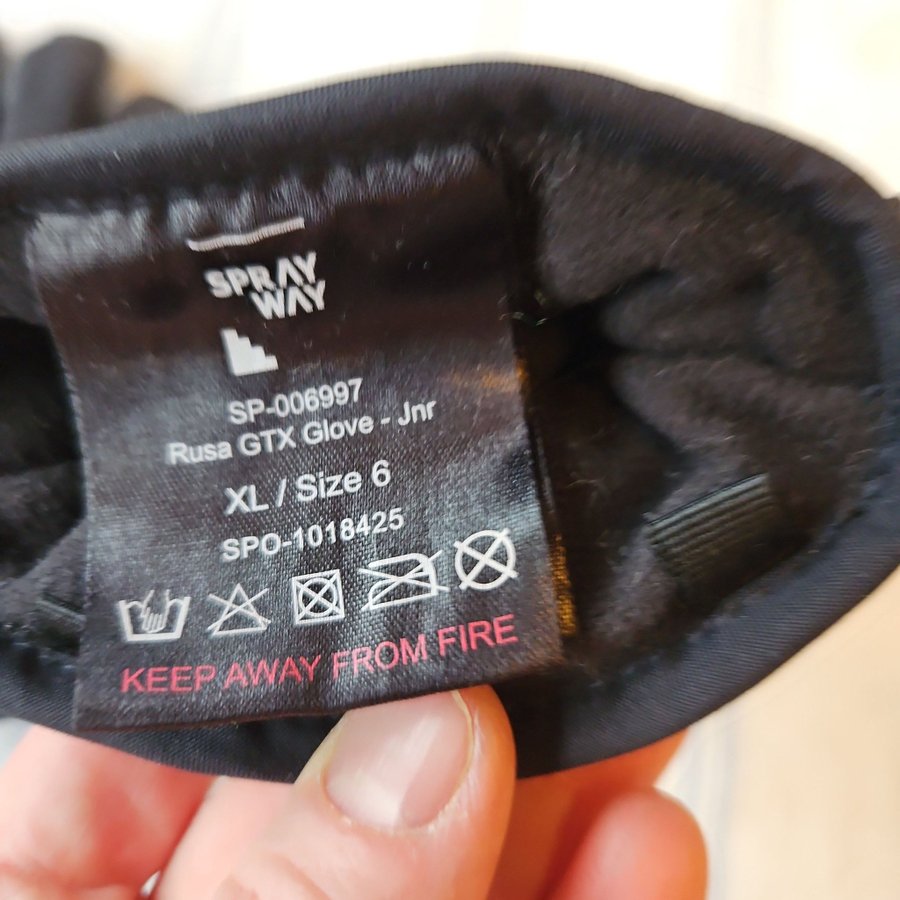 SPRAY
WAY
SP-006997
Rusa GTX Glove - Jnr
XL / Size 6
SPO-1018425
KEEP AWAY FROM FIRE